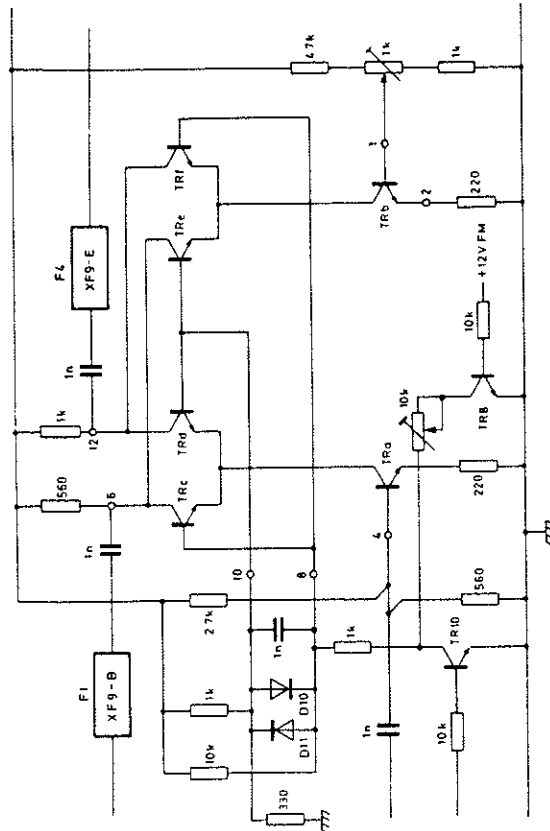 4.7k
1k
1k
1
TRf
TRe
TRb
2
220
F4
XF9-E
1n
12
1k
+12V FM
10k
TR8
10k
TRd
TRc
TRa
560
6
1n
4
220
10
8
2.7k
560
1n
1k
TR10
F1
XF9-B
1k
D10
D11
10k
1n
10k
330